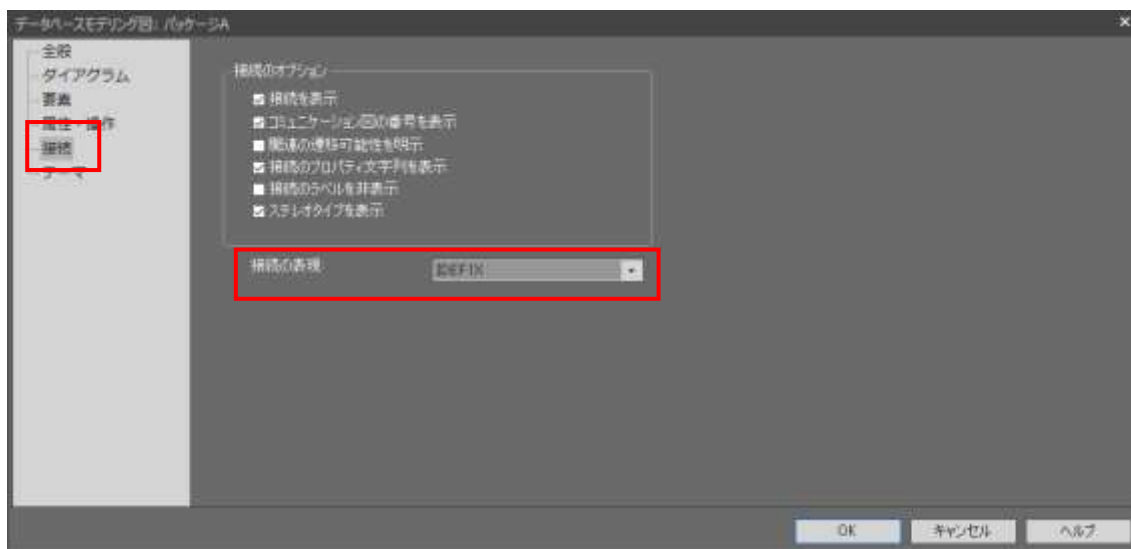 データベースモデリング図: パッケージA
全般
ダイアグラム
要素
属性・操作
接続
テーマ
接続のオプション
接続を表示
コミュニケーション図の番号を表示
関連の遷移可能性を明示
接続のプロパティ文字列を表示
接続のラベルを非表示
ステレオタイプを表示
接続の表現
IDEF1X
OK
キャンセル
ヘルプ